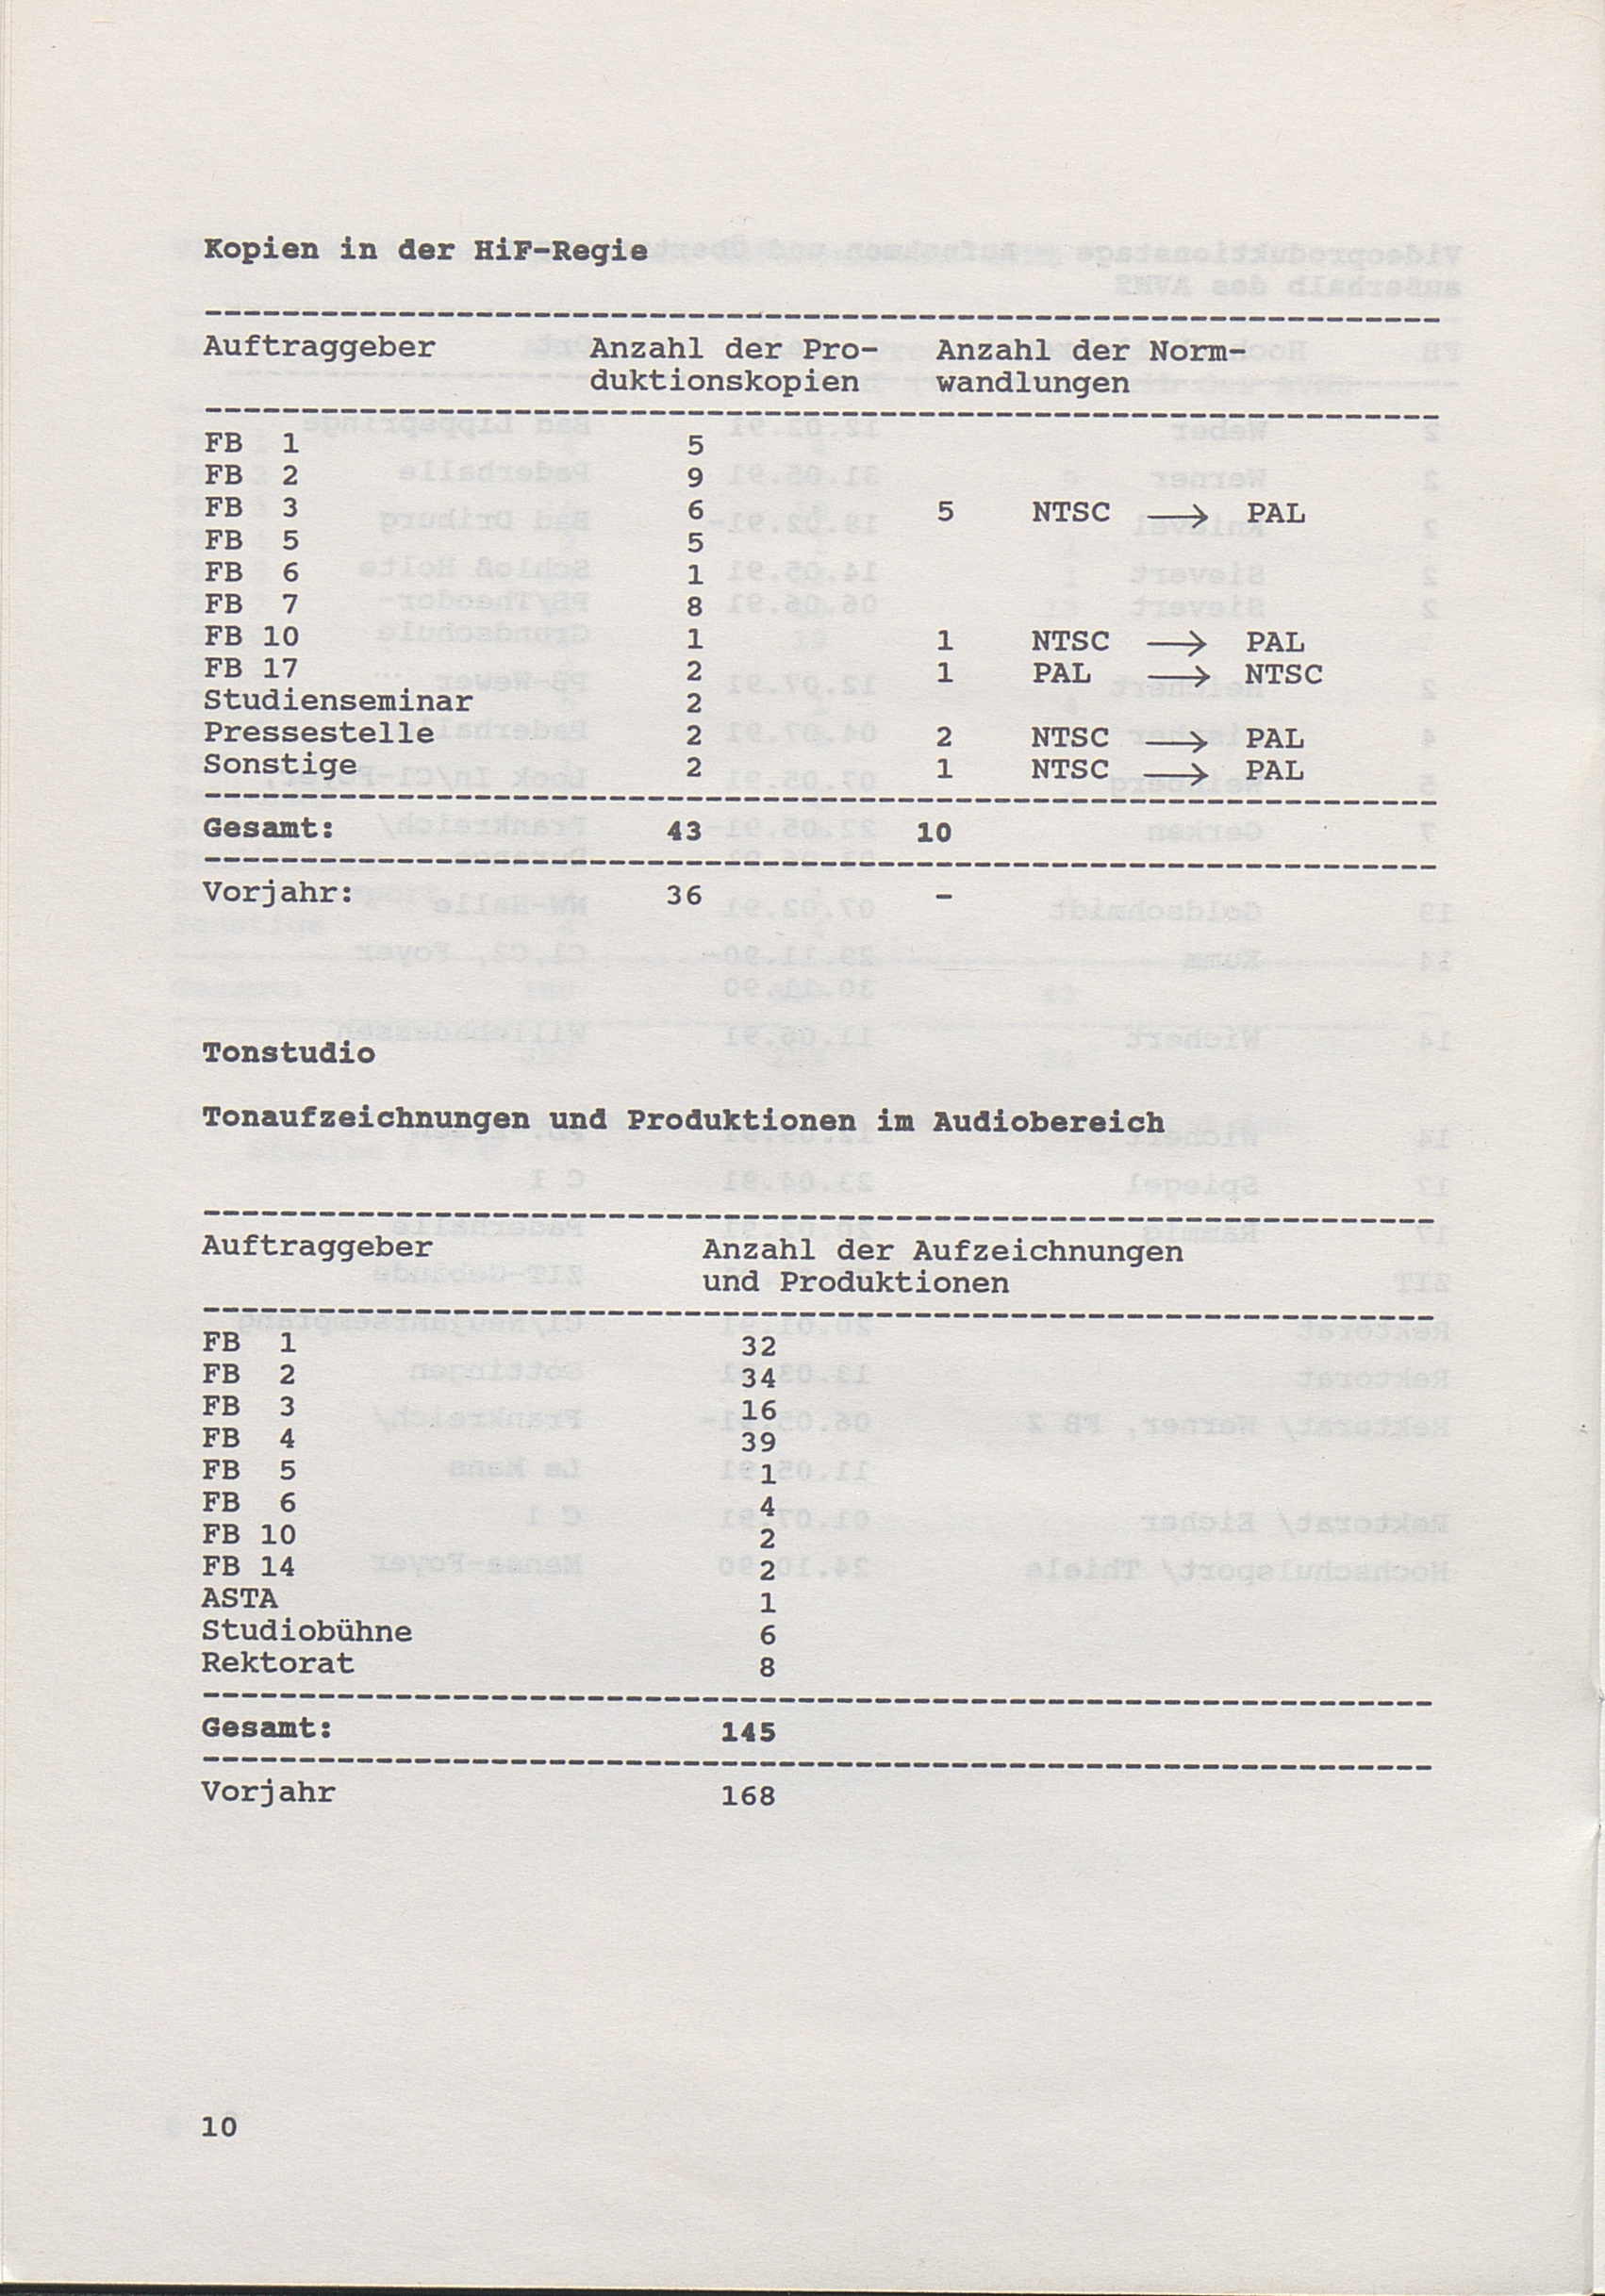 Kopien in der HiF-Regie
Auftraggeber Anzahl der Pro- Anzahl der Norm-
duktionskopien wandlungen
FB 1 5
FB 2 9
FB 3 6 5 NTSC ⟶ PAL
FB 5 5
FB 6 1
FB 7 8
FB 10 1 1 NTSC ⟶ PAL
FB 17 2 1 PAL ⟶ NTSC
Studienseminar 2
Pressestelle 2 2 NTSC ⟶ PAL
Sonstige 2 1 NTSC ⟶ PAL
Gesamt: 43 10
Vorjahr: 36 -
Tonstudio
Tonaufzeichnungen und Produktionen im Audiobereich
Auftraggeber Anzahl der Aufzeichnungen
und Produktionen
FB 1 32
FB 2 34
FB 3 16
FB 4 39
FB 5 1
FB 6 4
FB 10 2
FB 14 2
ASTA 1
Studiobühne 6
Rektorat 8
Gesamt: 145
Vorjahr 168
10